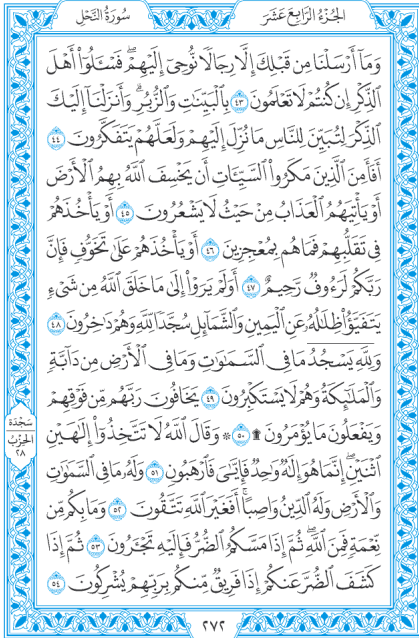 الجُزْءُ الرَّابِعَ عَشَرَ
سُورَةُ النَّحْلِ
وَمَآ أَرْسَلْنَا مِن قَبْلِكَ إِلَّا رِجَالًا نُّوحِىٓ إِلَيْهِمْ ۖ فَسْـَٔلُوٓا۟ أَهْلَ
ٱلذِّكْرِ إِن كُنتُمْ لَا تَعْلَمُونَ ٤٣ بِٱلْبَيِّنَـٰتِ وَٱلزُّبُرِ ۗ وَأَنزَلْنَآ إِلَيْكَ
ٱلذِّكْرَ لِتُبَيِّنَ لِلنَّاسِ مَا نُزِّلَ إِلَيْهِمْ وَلَعَلَّهُمْ يَتَفَكَّرُونَ ٤٤
أَفَأَمِنَ ٱلَّذِينَ مَكَرُوا۟ ٱلسَّيِّـَٔاتِ أَن يَخْسِفَ ٱللَّهُ بِهِمُ ٱلْأَرْضَ
أَوْ يَأْتِيَهُمُ ٱلْعَذَابُ مِنْ حَيْثُ لَا يَشْعُرُونَ ٤٥ أَوْ يَأْخُذَهُمْ
فِى تَقَلُّبِهِمْ فَمَا هُم بِمُعْجِزِينَ ٤٦ أَوْ يَأْخُذَهُمْ عَلَىٰ تَخَوُّفٍ فَإِنَّ
رَبَّكُمْ لَرَءُوفٌ رَّحِيمٌ ٤٧ أَوَلَمْ يَرَوْا۟ إِلَىٰ مَا خَلَقَ ٱللَّهُ مِن شَىْءٍ
يَتَفَيَّؤُا۟ ظِلَـٰلُهُۥ عَنِ ٱلْيَمِينِ وَٱلشَّمَآئِلِ سُجَّدًا لِّلَّهِ وَهُمْ دَٰخِرُونَ ٤٨
وَلِلَّهِ يَسْجُدُ مَا فِى ٱلسَّمَـٰوَٰتِ وَمَا فِى ٱلْأَرْضِ مِن دَآبَّةٍ
وَٱلْمَلَـٰٓئِكَةُ وَهُمْ لَا يَسْتَكْبِرُونَ ٤٩ يَخَافُونَ رَبَّهُم مِّن فَوْقِهِمْ
وَيَفْعَلُونَ مَا يُؤْمَرُونَ ۩ ٥٠ ۞ وَقَالَ ٱللَّهُ لَا تَتَّخِذُوٓا۟ إِلَـٰهَيْنِ
ٱثْنَيْنِ ۖ إِنَّمَا هُوَ إِلَـٰهٌ وَٰحِدٌ ۖ فَإِيَّـٰىَ فَٱرْهَبُونِ ٥١ وَلَهُۥ مَا فِى ٱلسَّمَـٰوَٰتِ
وَٱلْأَرْضِ وَلَهُ ٱلدِّينُ وَاصِبًا ۚ أَفَغَيْرَ ٱللَّهِ تَتَّقُونَ ٥٢ وَمَا بِكُم مِّن
نِّعْمَةٍ فَمِنَ ٱللَّهِ ۖ ثُمَّ إِذَا مَسَّكُمُ ٱلضُّرُّ فَإِلَيْهِ تَجْـَٔرُونَ ٥٣ ثُمَّ إِذَا
كَشَفَ ٱلضُّرَّ عَنكُمْ إِذَا فَرِيقٌ مِّنكُم بِرَبِّهِمْ يُشْرِكُونَ ٥٤
سَجْدَة
الحِزْبُ
٢٨
٢٧٢